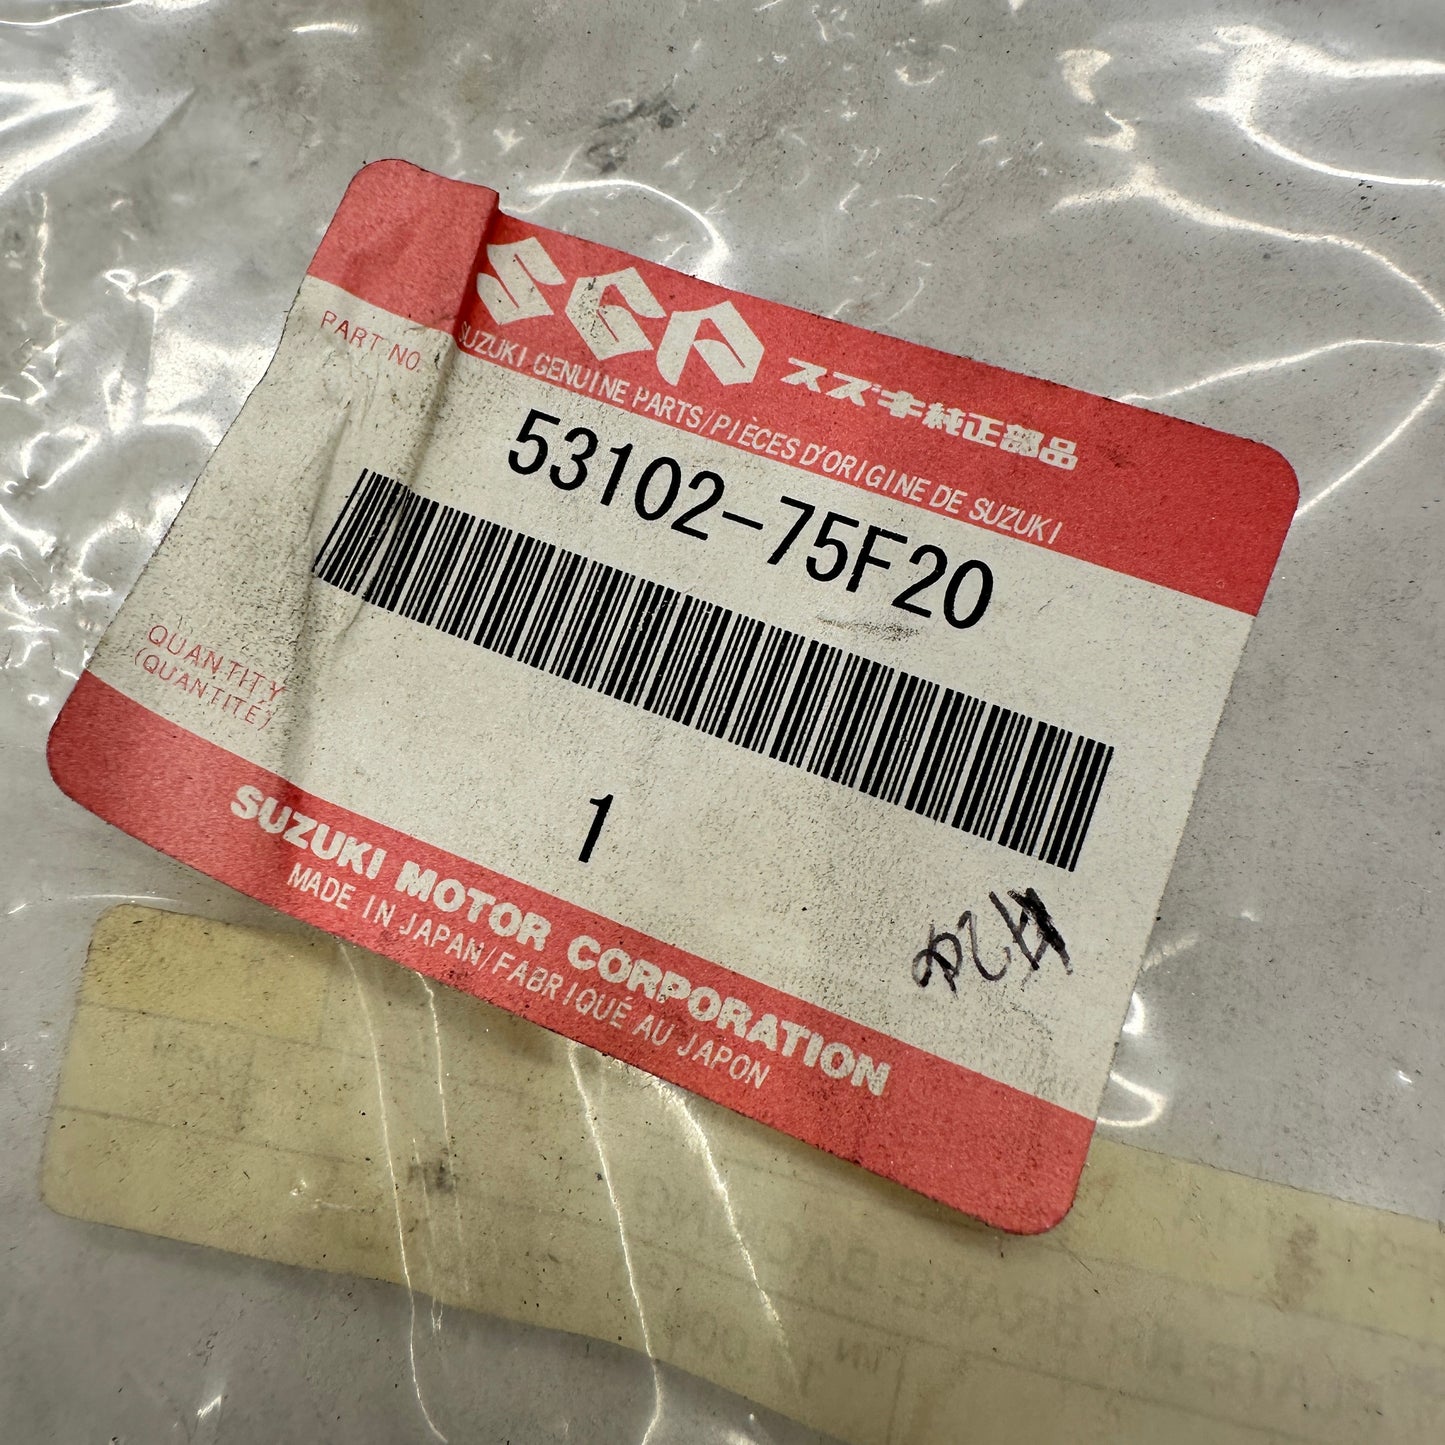 SGP スズキ純正部品
SUZUKI GENUINE PARTS/PIÈCES D'ORIGINE DE SUZUKI
PART NO.
53102-75F20
QUANTITY
(QUANTITÉ)
1
SUZUKI MOTOR CORPORATION
MADE IN JAPAN/FABRIQUÉ AU JAPON